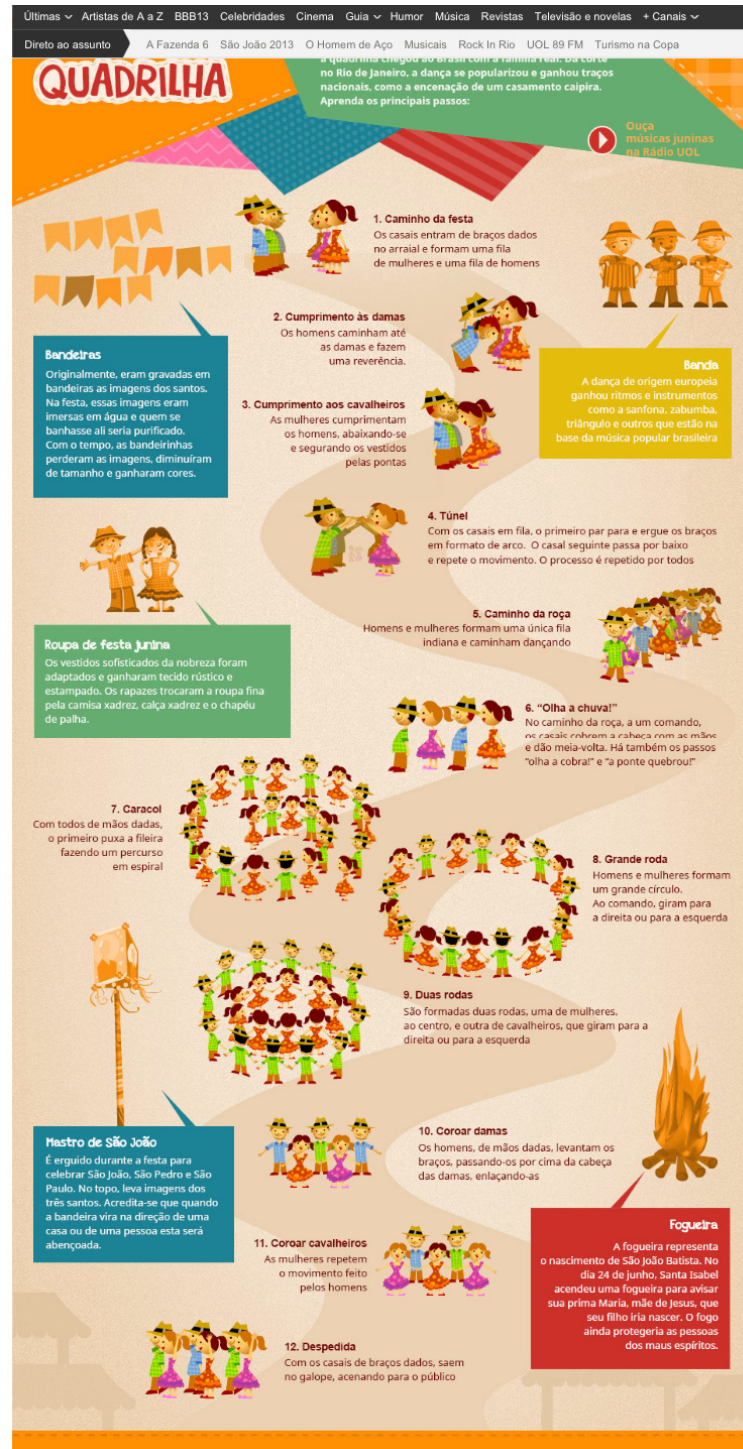 Últimas Artistas de A a Z BBB13 Celebridades Cinema Guia Humor Música Revistas Televisão e novelas + Canais
Direto ao assunto A Fazenda 6 São João 2013 O Homem de Aço Musicais Rock In Rio UOL 89 FM Turismo na Copa
QUADRILHA
a quadrilha chegou ao Brasil com a família real. Da corte
no Rio de Janeiro, a dança se popularizou e ganhou traços
nacionais, como a encenação de um casamento caipira.
Aprenda os principais passos:
Ouça
músicas juninas
na Rádio UOL
1. Caminho da festa
Os casais entram de braços dados
no arraial e formam uma fila
de mulheres e uma fila de homens
2. Cumprimento às damas
Os homens caminham até
as damas e fazem
uma reverência.
Bandeiras
Originalmente, eram gravadas em
bandeiras as imagens dos santos.
Na festa, essas imagens eram
imersas em água e quem se
banhasse ali seria purificado.
Com o tempo, as bandeirinhas
perderam as imagens, diminuíram
de tamanho e ganharam cores.
Banda
A dança de origem europeia
ganhou ritmos e instrumentos
como a sanfona, zabumba,
triângulo e outros que estão na
base da música popular brasileira
3. Cumprimento aos cavalheiros
As mulheres cumprimentam
os homens, abaixando-se
e segurando os vestidos
pelas pontas
4. Túnel
Com os casais em fila, o primeiro par para e ergue os braços
em formato de arco. O casal seguinte passa por baixo
e repete o movimento. O processo é repetido por todos
5. Caminho da roça
Homens e mulheres formam uma única fila
indiana e caminham dançando
Roupa de festa junina
Os vestidos sofisticados da nobreza foram
adaptados e ganharam tecido rústico e
estampado. Os rapazes trocaram a roupa fina
pela camisa xadrez, calça xadrez e o chapéu
de palha.
6. “Olha a chuva!”
No caminho da roça, a um comando,
os casais cobrem a cabeça com as mãos
e dão meia-volta. Há também os passos
"olha a cobra!" e "a ponte quebrou!"
7. Caracol
Com todos de mãos dadas,
o primeiro puxa a fileira
fazendo um percurso
em espiral
8. Grande roda
Homens e mulheres formam
um grande círculo.
Ao comando, giram para
a direita ou para a esquerda
9. Duas rodas
São formadas duas rodas, uma de mulheres,
ao centro, e outra de cavalheiros, que giram para a
direita ou para a esquerda
Mastro de São João
É erguido durante a festa para
celebrar São João, São Pedro e São
Paulo. No topo, leva imagens dos
três santos. Acredita-se que quando
a bandeira vira na direção de uma
casa ou de uma pessoa esta será
abençoada.
10. Coroar damas
Os homens, de mãos dadas, levantam os
braços, passando-os por cima da cabeça
das damas, enlaçando-as
Fogueira
A fogueira representa
o nascimento de São João Batista. No
dia 24 de junho, Santa Isabel
acendeu uma fogueira para avisar
sua prima Maria, mãe de Jesus, que
seu filho iria nascer. O fogo
ainda protegeria as pessoas
dos maus espíritos.
11. Coroar cavalheiros
As mulheres repetem
o movimento feito
pelos homens
12. Despedida
Com os casais de braços dados, saem
no galope, acenando para o público